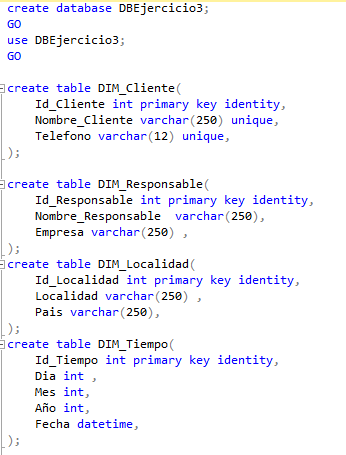 create database DBEjercicio3;
GO
use DBEjercicio3;
GO
create table DIM_Cliente(
Id_Cliente int primary key identity,
Nombre_Cliente varchar(250) unique,
Telefono varchar(12) unique,
);
create table DIM_Responsable(
Id_Responsable int primary key identity,
Nombre_Responsable  varchar(250),
Empresa varchar(250) ,
);
create table DIM_Localidad(
Id_Localidad int primary key identity,
Localidad varchar(250) ,
Pais varchar(250),
);
create table DIM_Tiempo(
Id_Tiempo int primary key identity,
Dia int ,
Mes int,
Año int,
Fecha datetime,
);